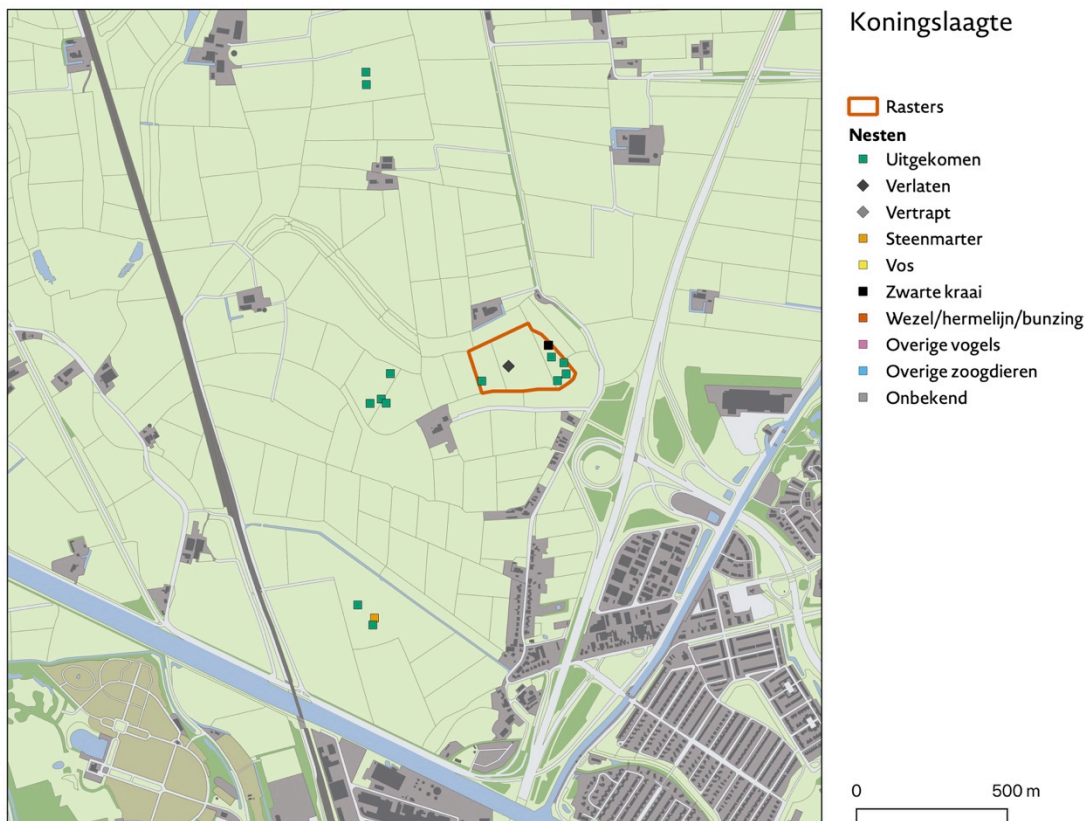 Koningslaagte
Rasters
Nesten
Uitgekomen
Verlaten
Vertrapt
Steenmarter
Vos
Zwarte kraai
Wezel/hermelijn/bunzing
Overige vogels
Overige zoogdieren
Onbekend
0 500 m